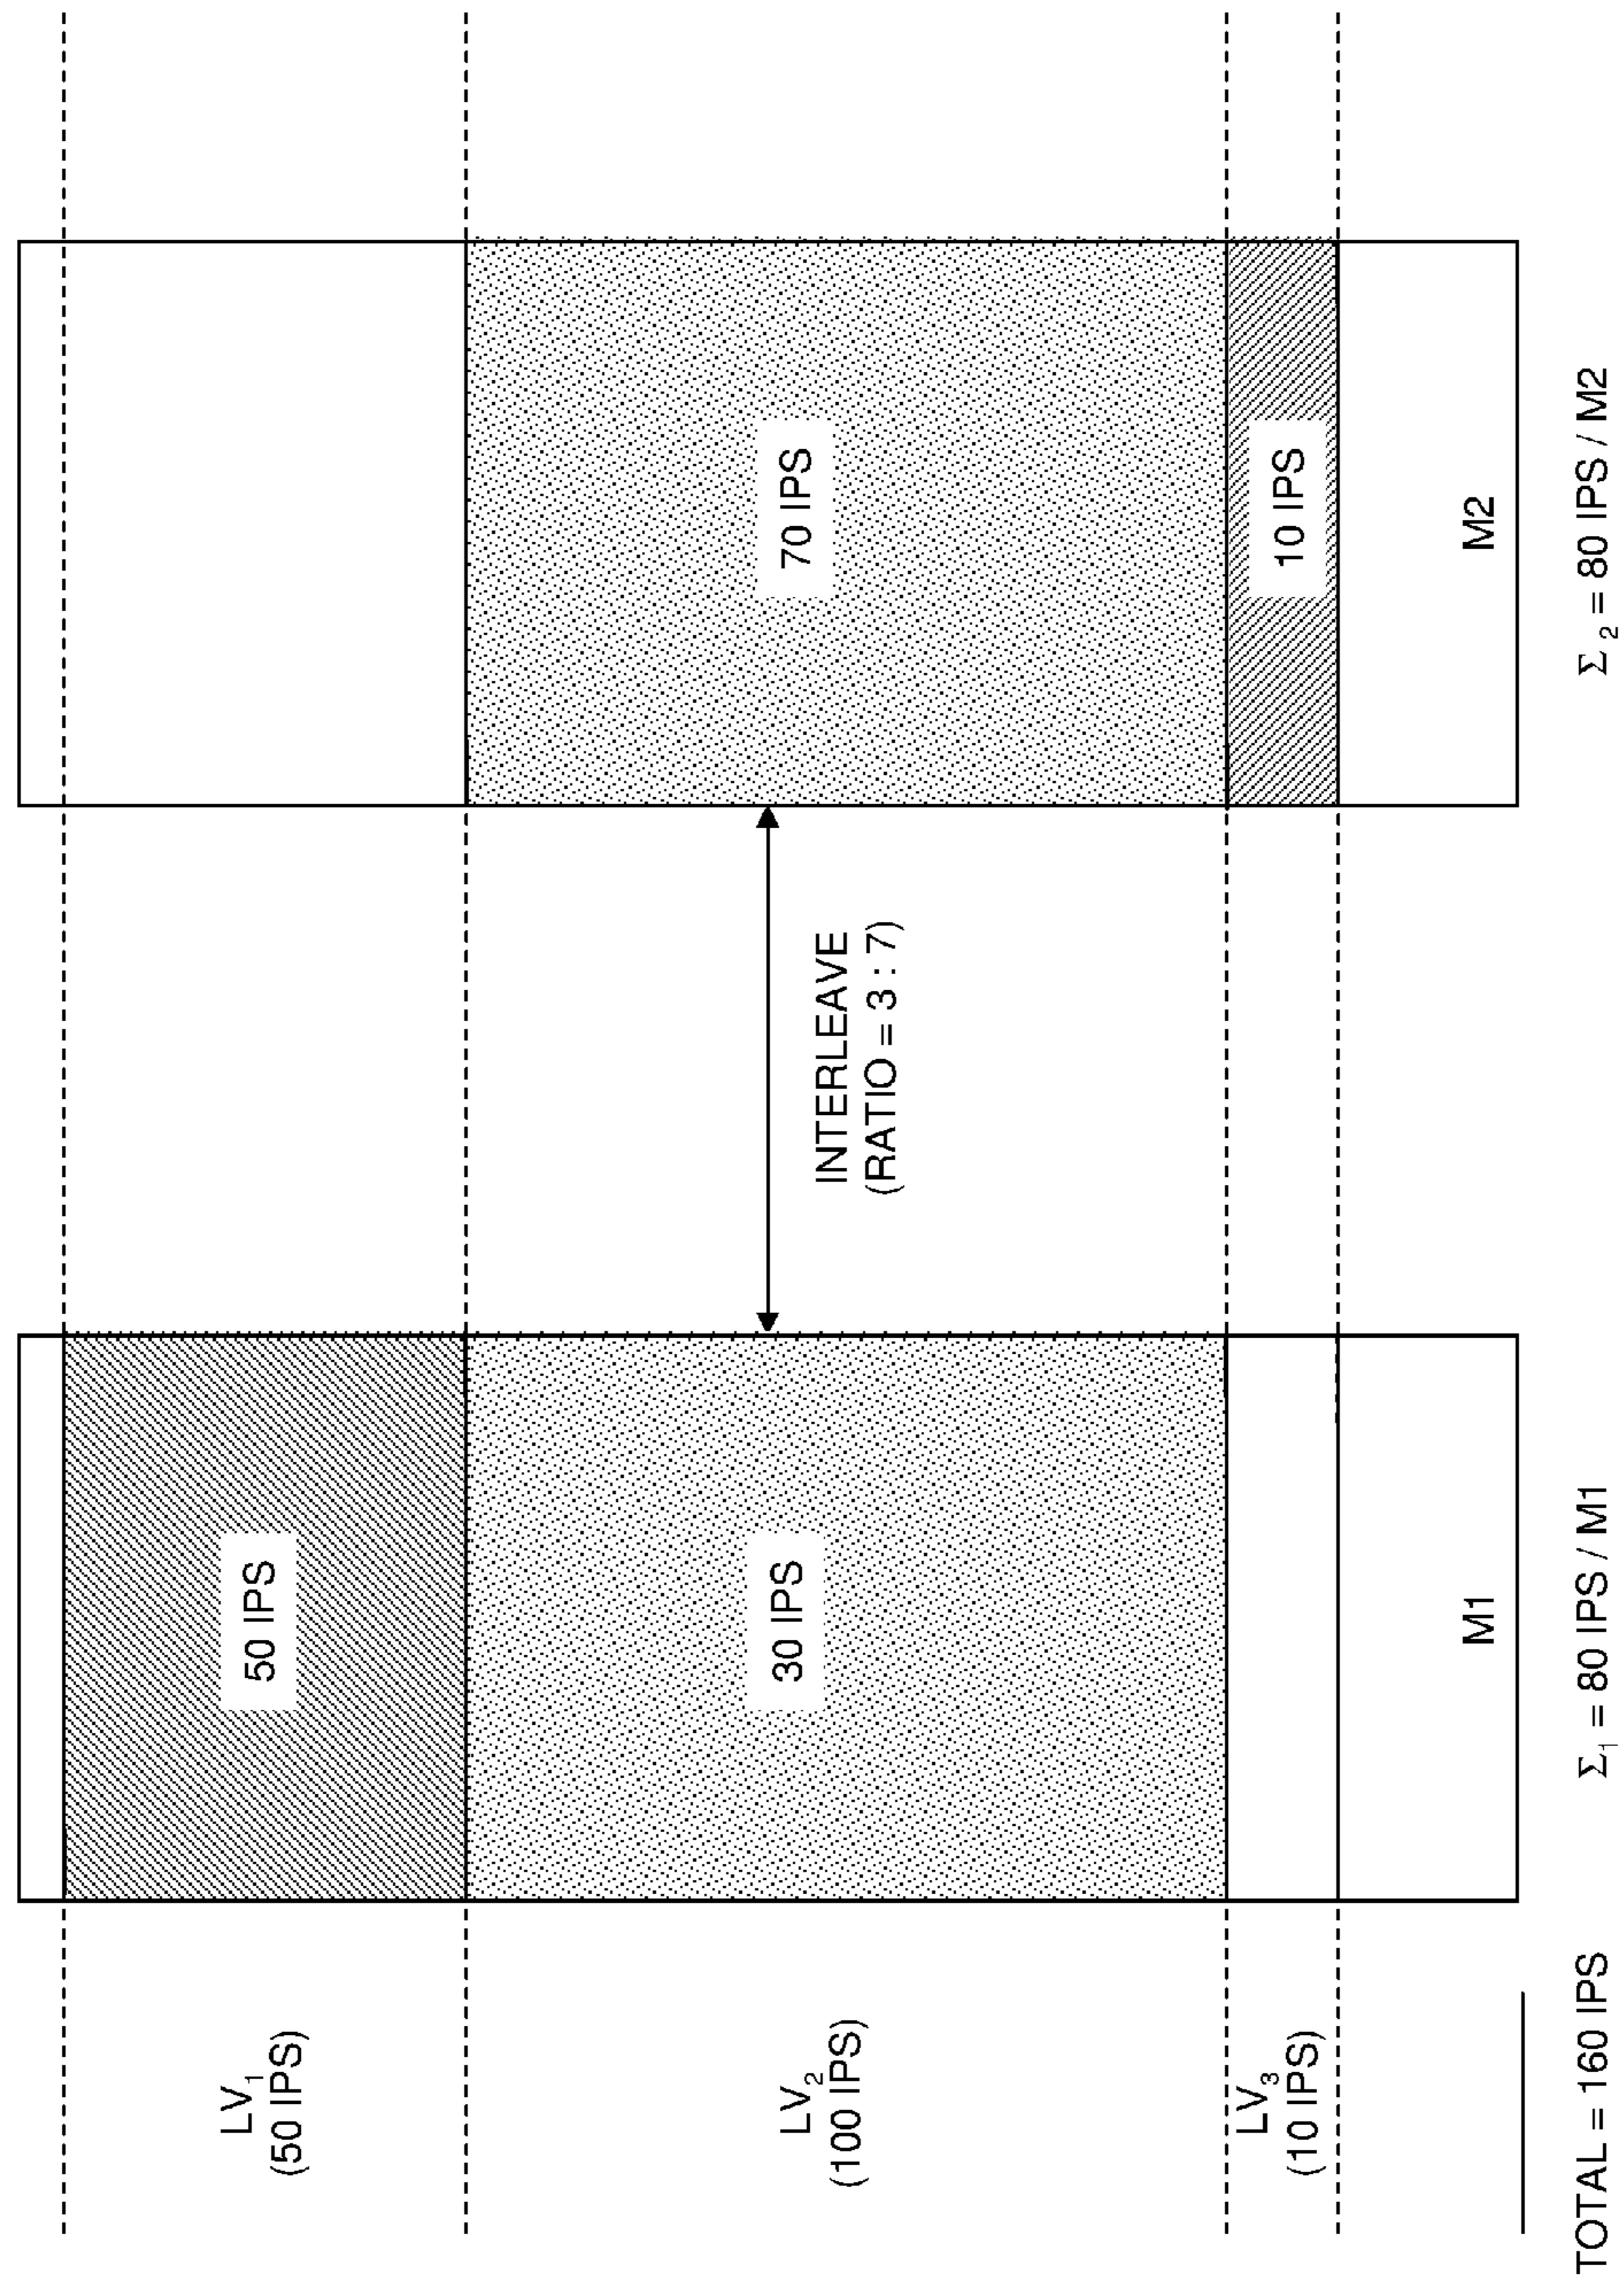 LV1
(50 IPS)
50 IPS
LV2
(100 IPS)
30 IPS
INTERLEAVE
(RATIO = 3 : 7)
70 IPS
LV3
(10 IPS)
10 IPS
M1
M2
TOTAL = 160 IPS
Σ1 = 80 IPS / M1
Σ2 = 80 IPS / M2